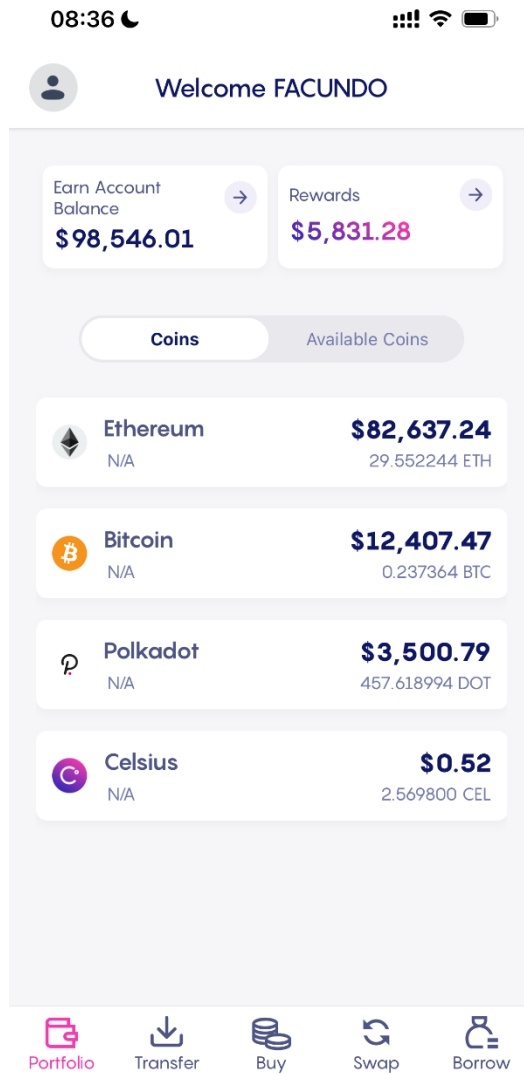 08:36
Welcome FACUNDO
Earn Account
Balance
$98,546.01
Rewards
$5,831.28
Coins
Available Coins
Ethereum
$82,637.24
N/A
29.552244 ETH
Bitcoin
$12,407.47
N/A
0.237364 BTC
Polkadot
$3,500.79
N/A
457.618994 DOT
Celsius
$0.52
N/A
2.569800 CEL
Portfolio
Transfer
Buy
Swap
Borrow